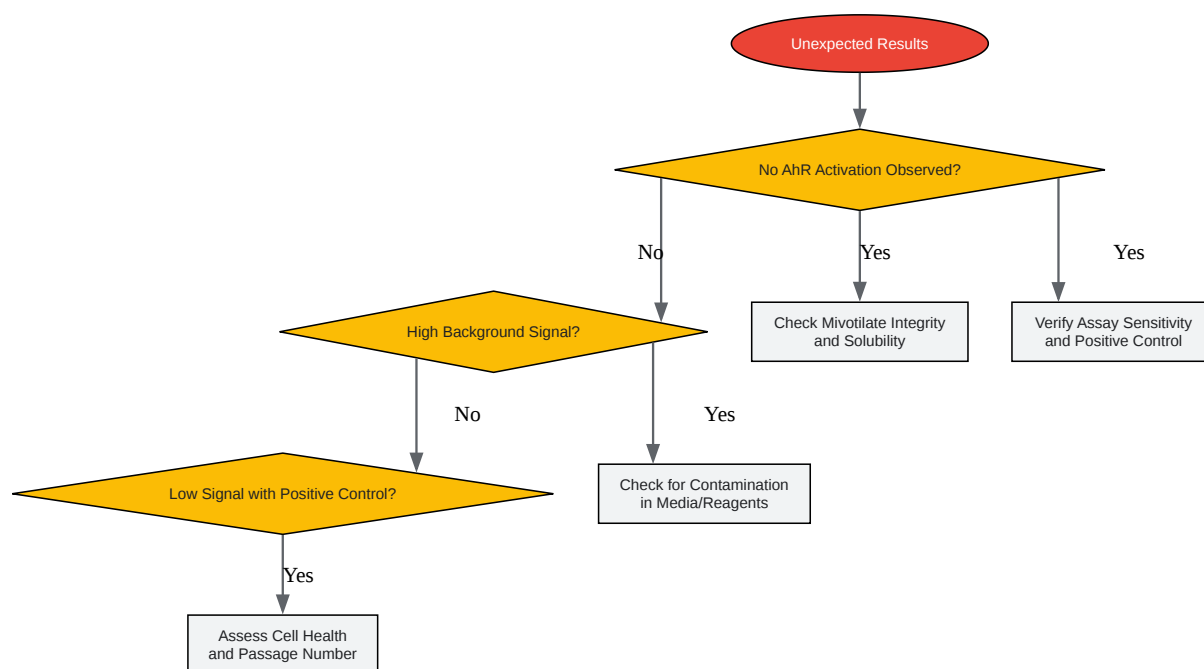 Unexpected Results
No AhR Activation Observed?
No
Yes
Yes
High Background Signal?
Check Mivotilate Integrity
and Solubility
Verify Assay Sensitivity
and Positive Control
No
Yes
Low Signal with Positive Control?
Check for Contamination
in Media/Reagents
Yes
Assess Cell Health
and Passage Number